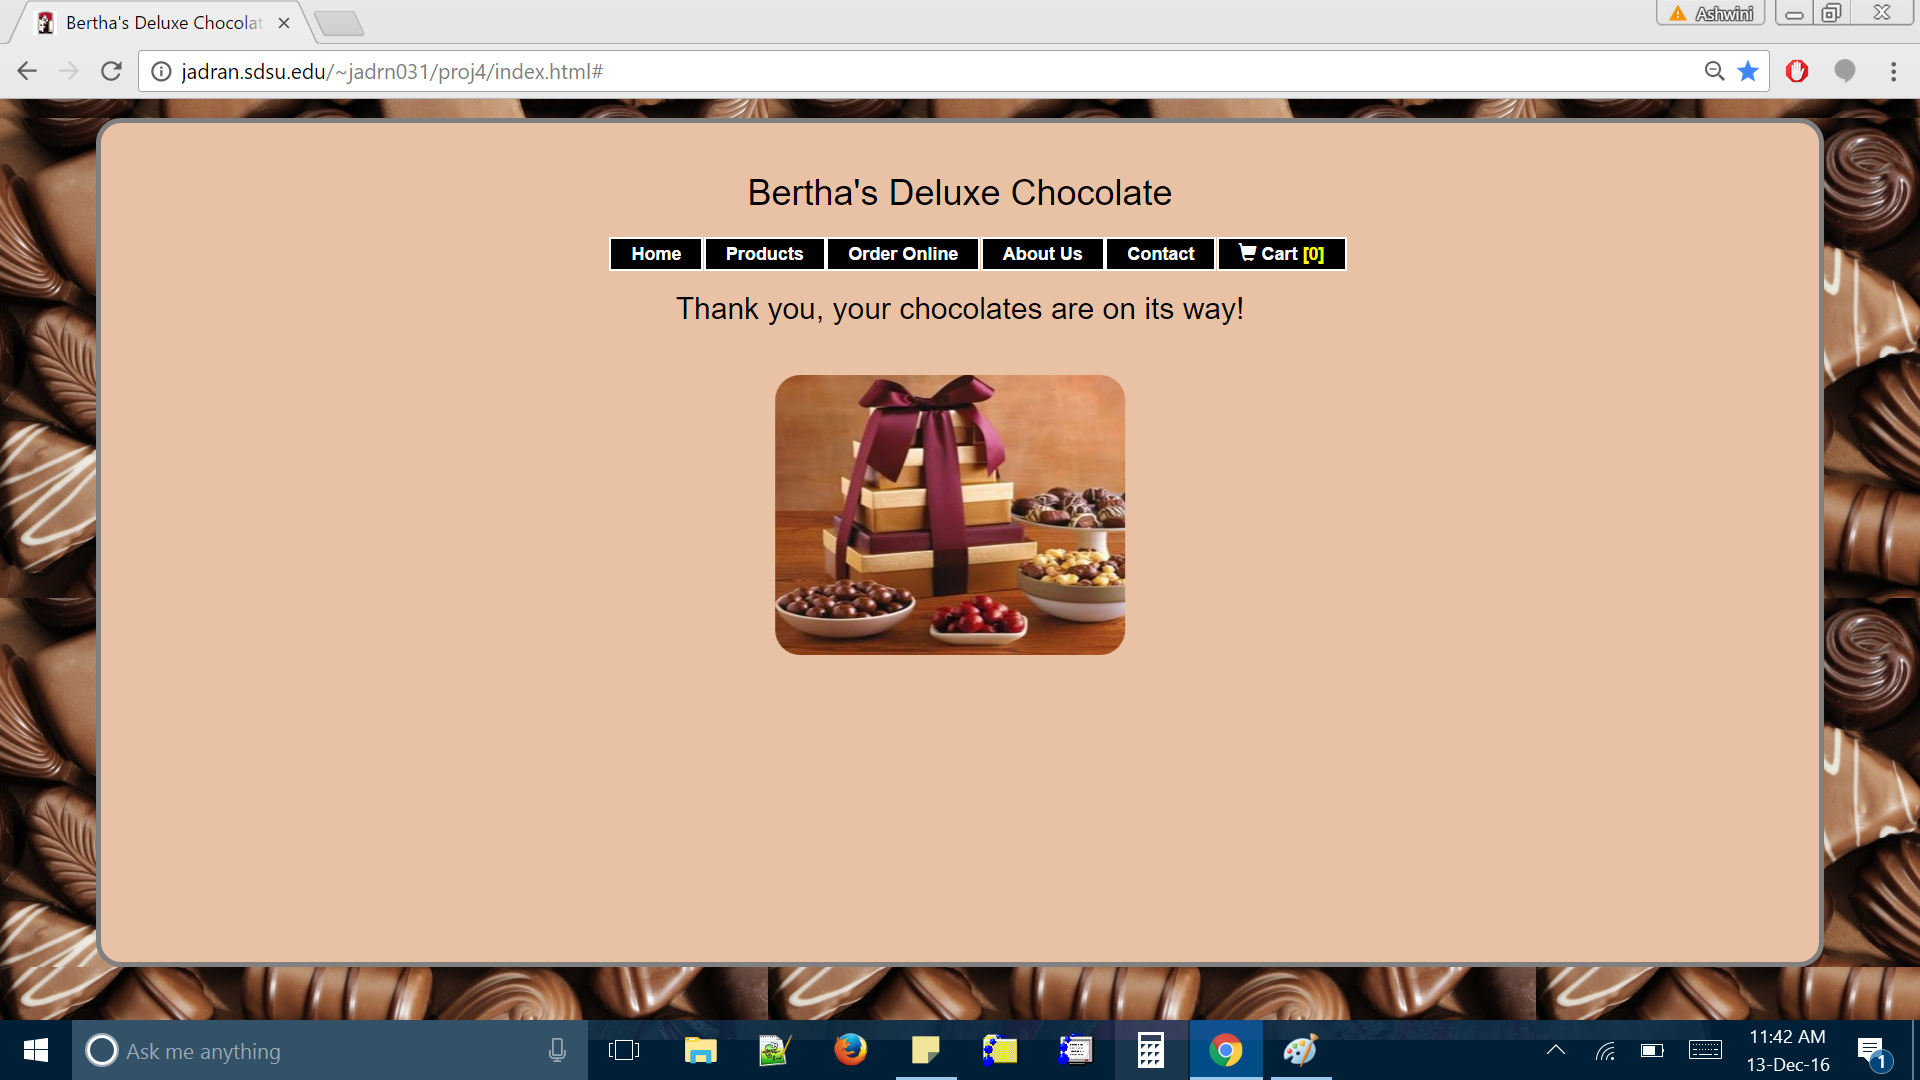 Bertha's Deluxe Chocolat
Ashwini
jadran.sdsu.edu/~jadrn031/proj4/index.html#
Bertha's Deluxe Chocolate
Home Products Order Online About Us Contact Cart [0]
Thank you, your chocolates are on its way!
Ask me anything
11:42 AM
13-Dec-16
1